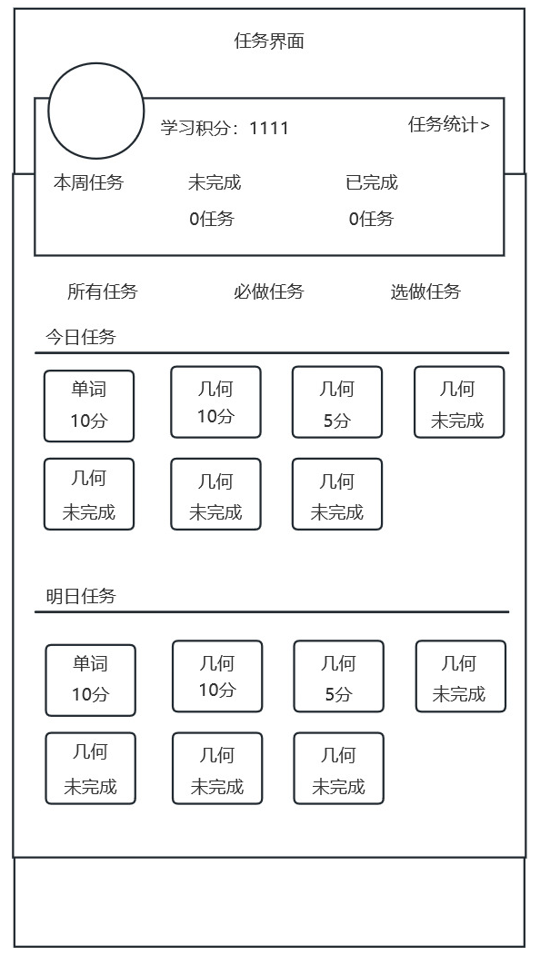 任务界面
学习积分：1111
任务统计>
本周任务 未完成 已完成
0任务 0任务
所有任务 必做任务 选做任务
今日任务
单词 几何 几何 几何
10分 10分 5分 未完成
几何 几何 几何
未完成 未完成 未完成
明日任务
单词 几何 几何 几何
10分 10分 5分 未完成
几何 几何 几何
未完成 未完成 未完成